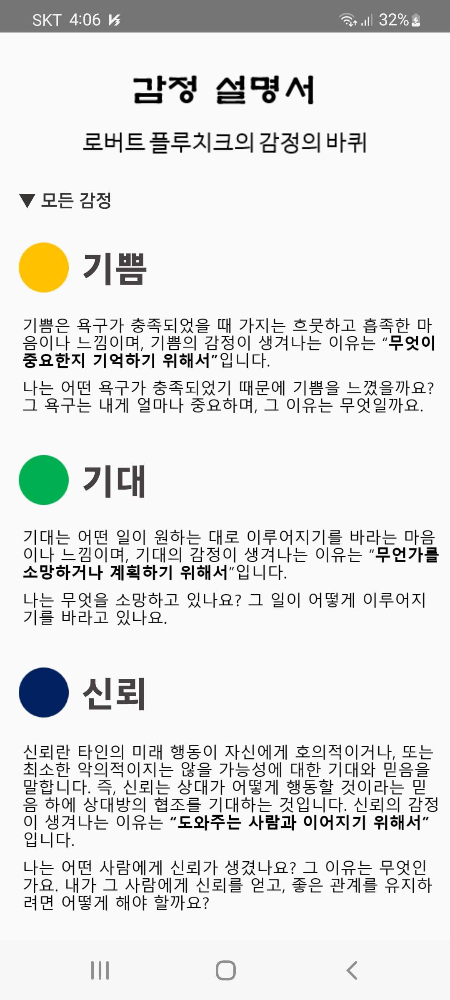 SKT 4:06
32%
감정 설명서
로버트 플루치크의 감정의 바퀴
▼ 모든 감정
기쁨
기쁨은 욕구가 충족되었을 때 가지는 흐뭇하고 흡족한 마
음이나 느낌이며, 기쁨의 감정이 생겨나는 이유는 “무엇이
중요한지 기억하기 위해서”입니다.
나는 어떤 욕구가 충족되었기 때문에 기쁨을 느꼈을까요?
그 욕구는 내게 얼마나 중요하며, 그 이유는 무엇일까요.
기대
기대는 어떤 일이 원하는 대로 이루어지기를 바라는 마음
이나 느낌이며, 기대의 감정이 생겨나는 이유는 “무언가를
소망하거나 계획하기 위해서”입니다.
나는 무엇을 소망하고 있나요? 그 일이 어떻게 이루어지
기를 바라고 있나요.
신뢰
신뢰란 타인의 미래 행동이 자신에게 호의적이거나, 또는
최소한 악의적이지는 않을 가능성에 대한 기대와 믿음을
말합니다. 즉, 신뢰는 상대가 어떻게 행동할 것이라는 믿
음 하에 상대방의 협조를 기대하는 것입니다. 신뢰의 감정
이 생겨나는 이유는 “도와주는 사람과 이어지기 위해서”
입니다.
나는 어떤 사람에게 신뢰가 생겼나요? 그 이유는 무엇인
가요. 내가 그 사람에게 신뢰를 얻고, 좋은 관계를 유지하
려면 어떻게 해야 할까요?